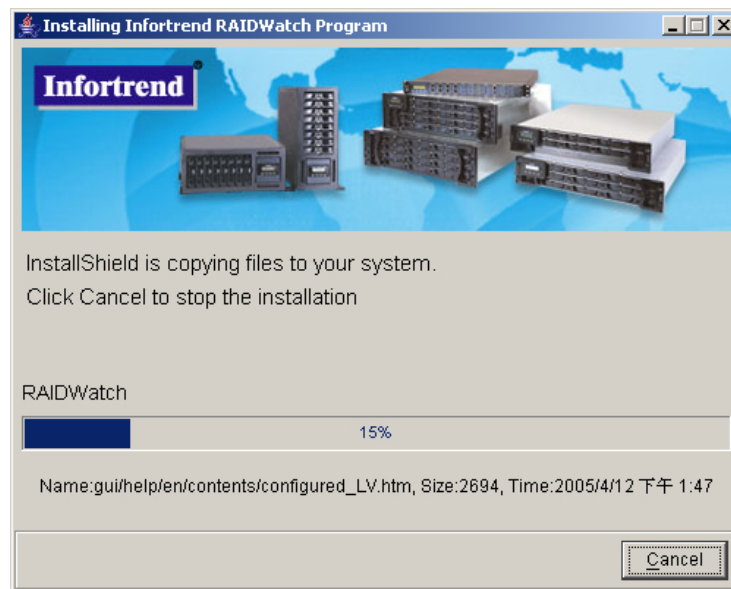 Installing Infortrend RAIDWatch Program
Infortrend
InstallShield is copying files to your system.
Click Cancel to stop the installation
RAIDWatch
15%
Name:gui/help/en/contents/configured_LV.htm, Size:2694, Time:2005/4/12 下午 1:47
Cancel